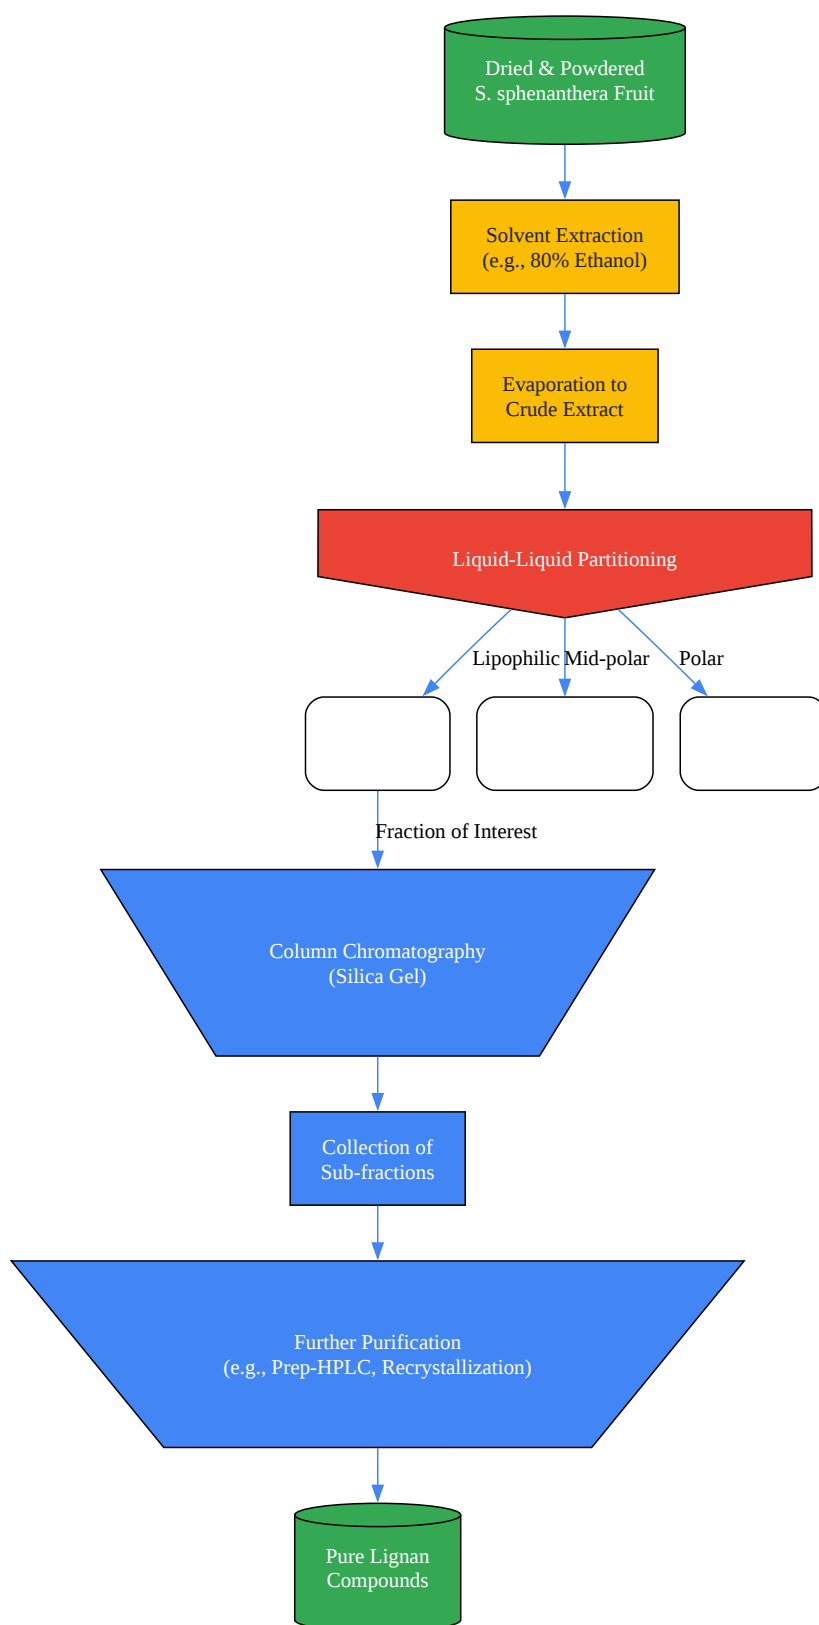 Dried & Powdered
S. sphenanthera Fruit
Solvent Extraction
(e.g., 80% Ethanol)
Evaporation to
Crude Extract
Liquid-Liquid Partitioning
Lipophilic
Mid-polar
Polar
Fraction of Interest
Column Chromatography
(Silica Gel)
Collection of
Sub-fractions
Further Purification
(e.g., Prep-HPLC, Recrystallization)
Pure Lignan
Compounds